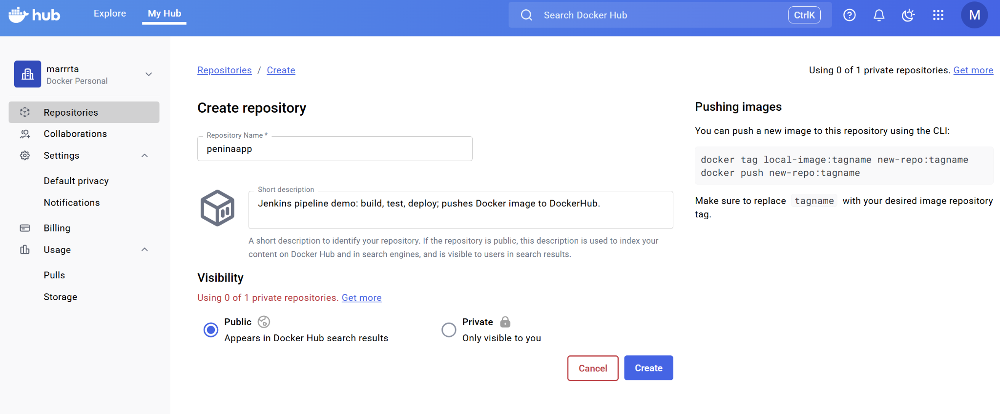 hub
Explore
My Hub
Search Docker Hub
CtrlK
M
marrrta
Docker Personal
Repositories
Collaborations
Settings
Default privacy
Notifications
Billing
Usage
Pulls
Storage
Repositories / Create
Using 0 of 1 private repositories. Get more
Create repository
Repository Name *
peninaapp
Short description
Jenkins pipeline demo: build, test, deploy; pushes Docker image to DockerHub.
A short description to identify your repository. If the repository is public, this description is used to index your
content on Docker Hub and in search engines, and is visible to users in search results.
Visibility
Using 0 of 1 private repositories. Get more
Public
Appears in Docker Hub search results
Private
Only visible to you
Cancel
Create
Pushing images
You can push a new image to this repository using the CLI:
docker tag local-image:tagname new-repo:tagname
docker push new-repo:tagname
Make sure to replace tagname with your desired image repository
tag.